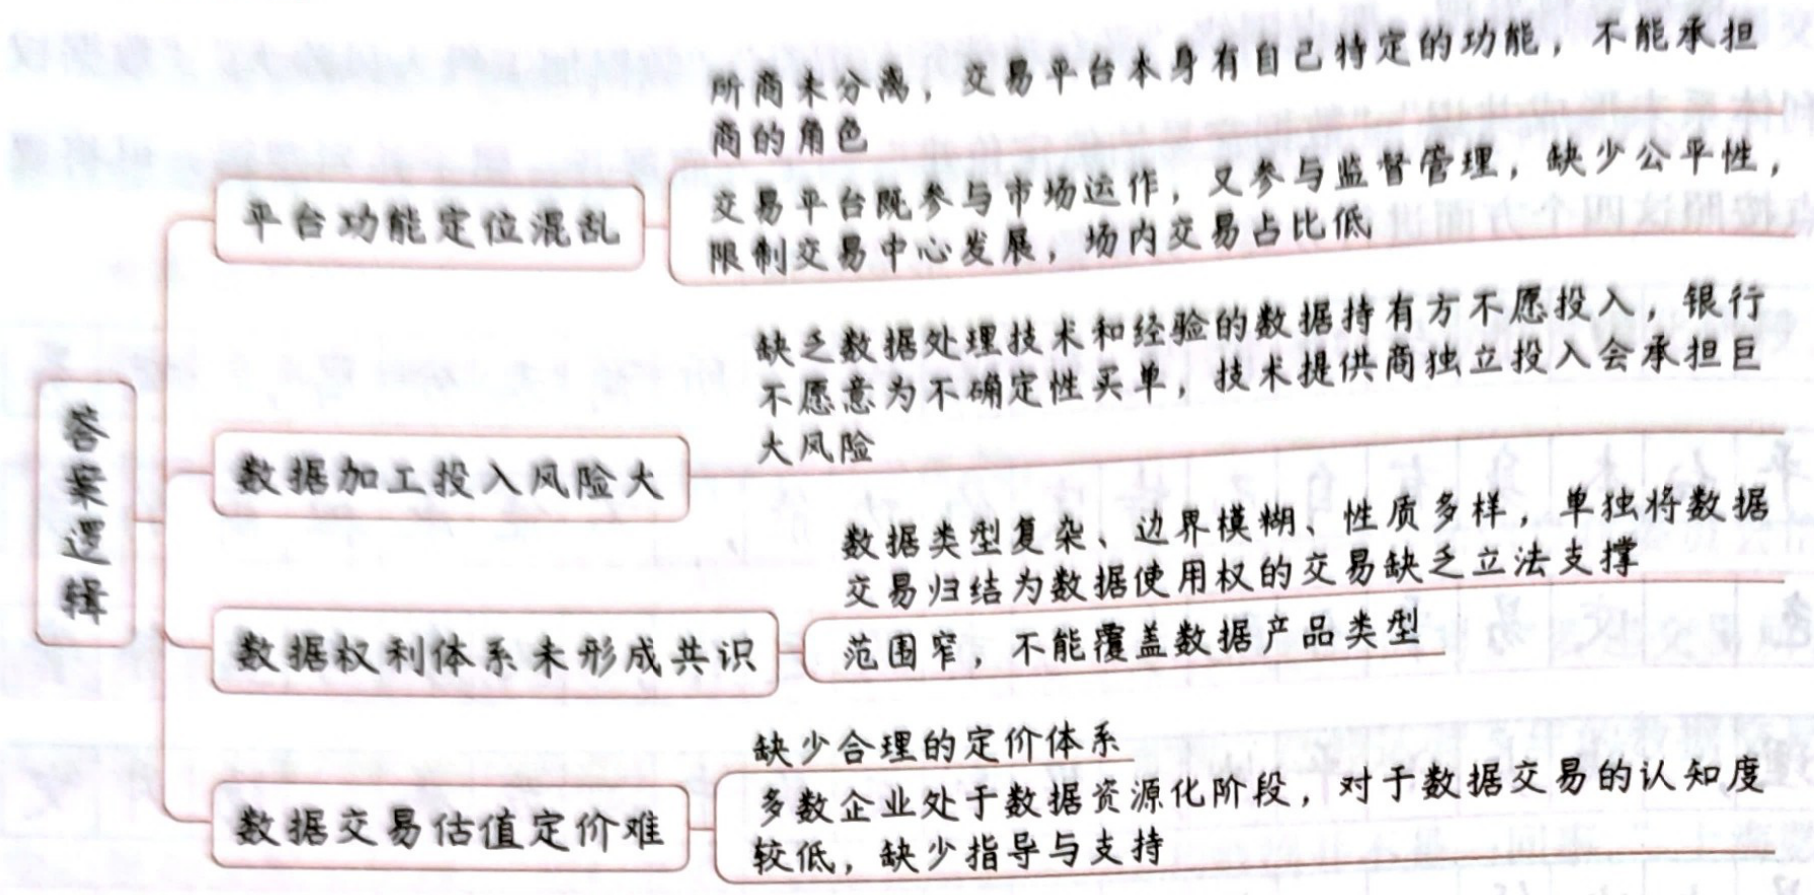 所商未分离，交易平台本身有自己特定的功能，不能承担
商的角色
平台功能定位混乱
交易平台既参与市场运作，又参与监督管理，缺少公平性，
限制交易中心发展，场内交易占比低
缺乏数据处理技术和经验的数据持有方不愿投入，银行
不愿意为不确定性买单，技术提供商独立投入会承担巨
大风险
答案逻辑
数据加工投入风险大
数据类型复杂、边界模糊、性质多样，单独将数据
交易归结为数据使用权的交易缺乏立法支撑
数据权利体系未形成共识
范围窄，不能覆盖数据产品类型
缺少合理的定价体系
数据交易估值定价难
多数企业处于数据资源化阶段，对于数据交易的认知度
较低，缺少指导与支持